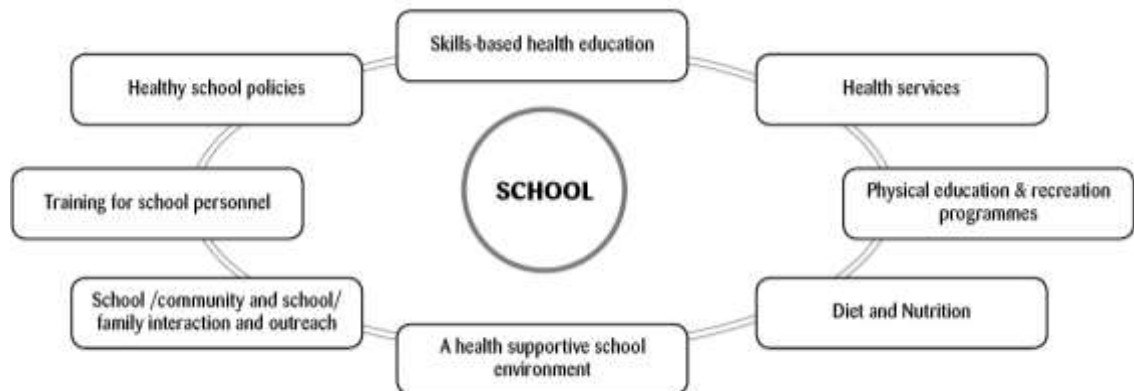 Skills-based health education
Healthy school policies
Health services
SCHOOL
Training for school personnel
Physical education & recreation
programmes
School /community and school/
family interaction and outreach
Diet and Nutrition
A health supportive school
environment